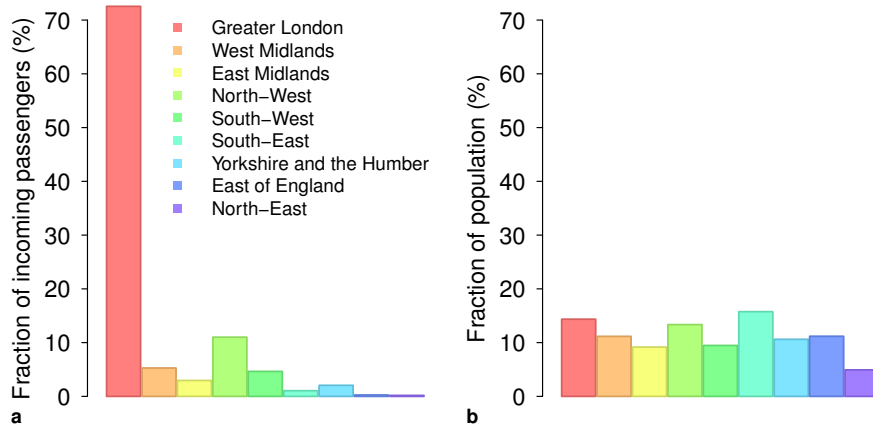 Fraction of incoming passengers (%)
70
60
50
40
30
20
10
0
Greater London
West Midlands
East Midlands
North−West
South−West
South−East
Yorkshire and the Humber
East of England
North−East
a
Fraction of population (%)
70
60
50
40
30
20
10
0
b